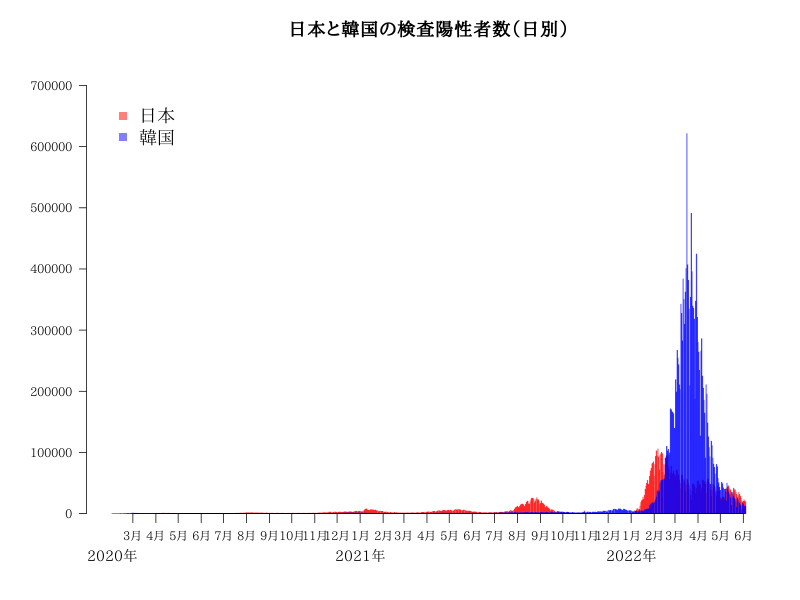 日本と韓国の検査陽性者数(日別)
700000
日本
韓国
600000
500000
400000
300000
200000
100000
0
3月 4月 5月 6月 7月 8月 9月 10月 11月 12月 1月 2月 3月 4月 5月 6月 7月 8月 9月 10月 11月 12月 1月 2月 3月 4月 5月 6月
2020年 2021年 2022年